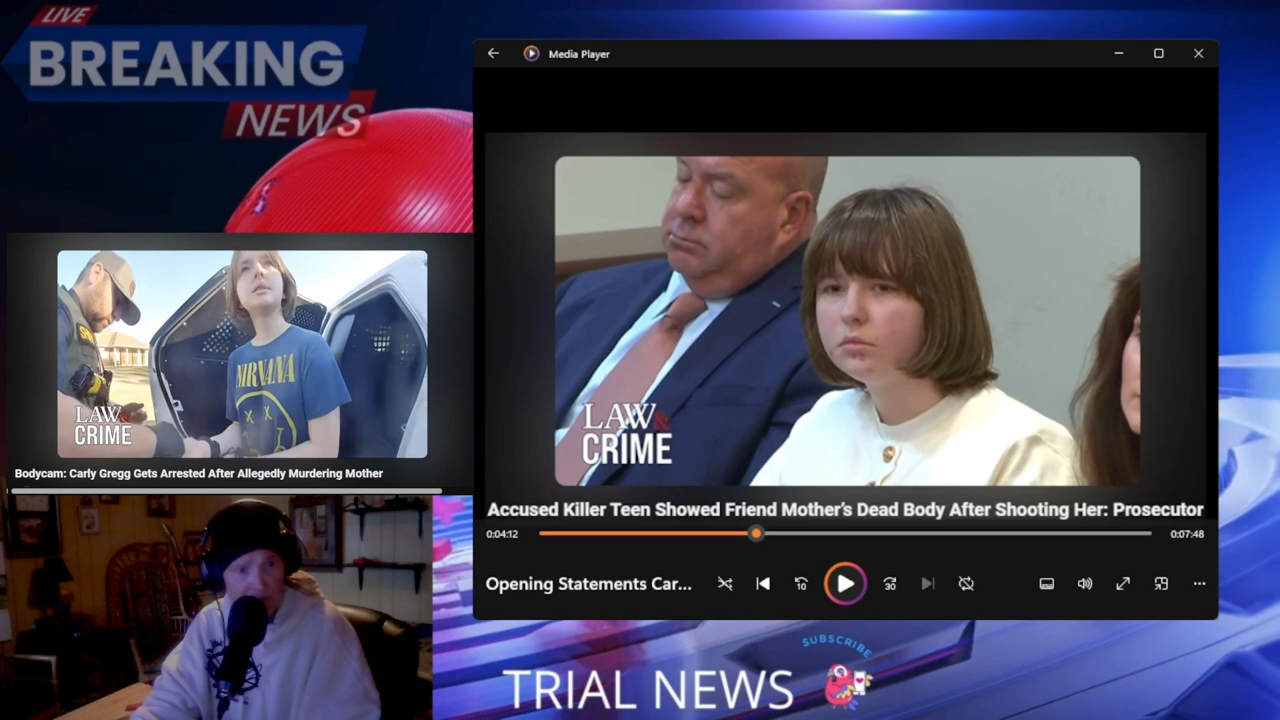 LIVE
BREAKING
NEWS
Media Player
LAW&
CRIME
Accused Killer Teen Showed Friend Mother's Dead Body After Shooting Her: Prosecutor
0:04:12
0:07:48
Opening Statements Car...
10
30
NIRVANA
LAW&
CRIME
Bodycam: Carly Gregg Gets Arrested After Allegedly Murdering Mother
SUBSCRIBE
TRIAL NEWS